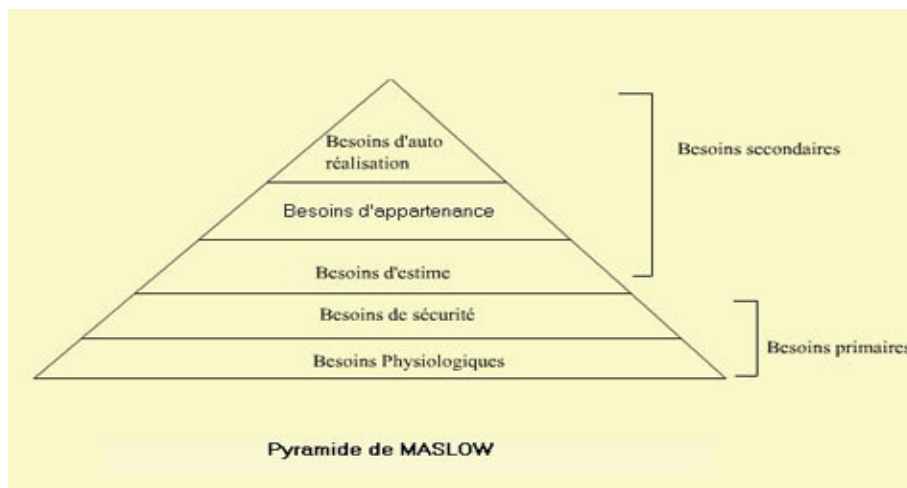 Besoins d'auto
réalisation
Besoins secondaires
Besoins d'appartenance
Besoins d'estime
Besoins de sécurité
Besoins primaires
Besoins Physiologiques
Pyramide de MASLOW